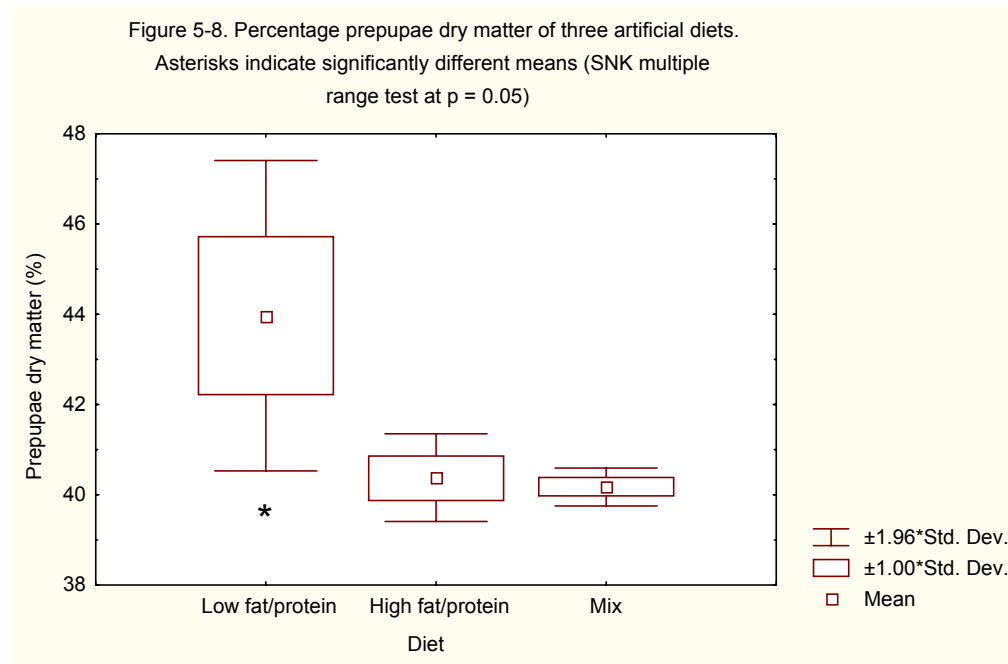 Figure 5-8. Percentage prepupae dry matter of three artificial diets.
Asterisks indicate significantly different means (SNK multiple
range test at p = 0.05)
48
46
44
42
40
38
Prepupae dry matter (%)
*
Low fat/protein High fat/protein Mix
Diet
±1.96*Std. Dev.
±1.00*Std. Dev.
Mean